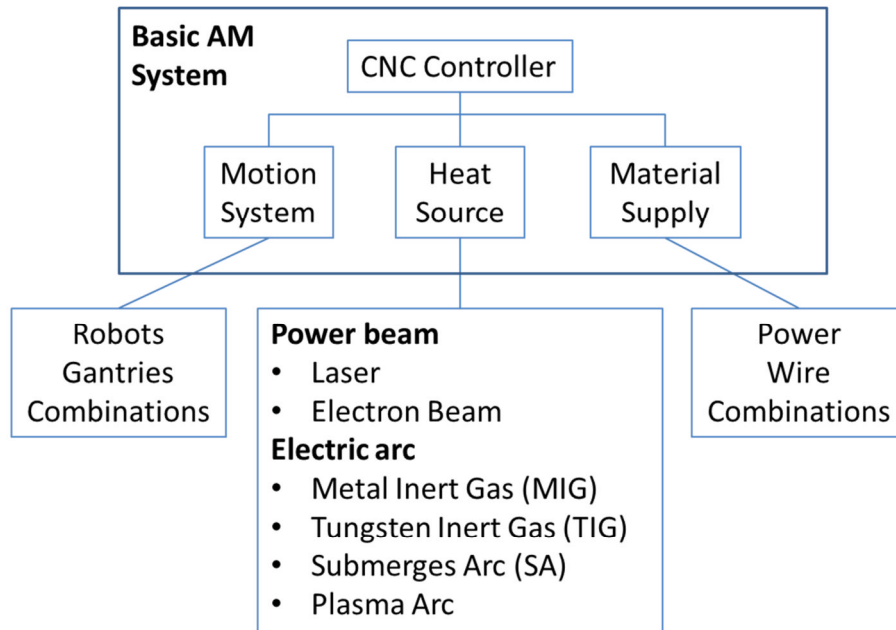 Basic AM
System
CNC Controller
Motion
System
Heat
Source
Material
Supply
Robots
Gantries
Combinations
Power beam
• Laser
• Electron Beam
Electric arc
• Metal Inert Gas (MIG)
• Tungsten Inert Gas (TIG)
• Submerges Arc (SA)
• Plasma Arc
Power
Wire
Combinations